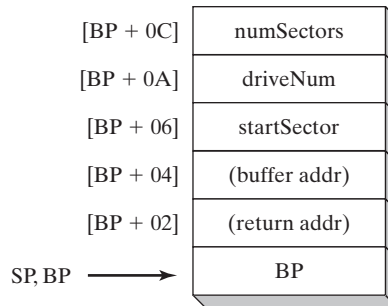 [BP + 0C] numSectors
[BP + 0A] driveNum
[BP + 06] startSector
[BP + 04] (buffer addr)
[BP + 02] (return addr)
SP, BP BP